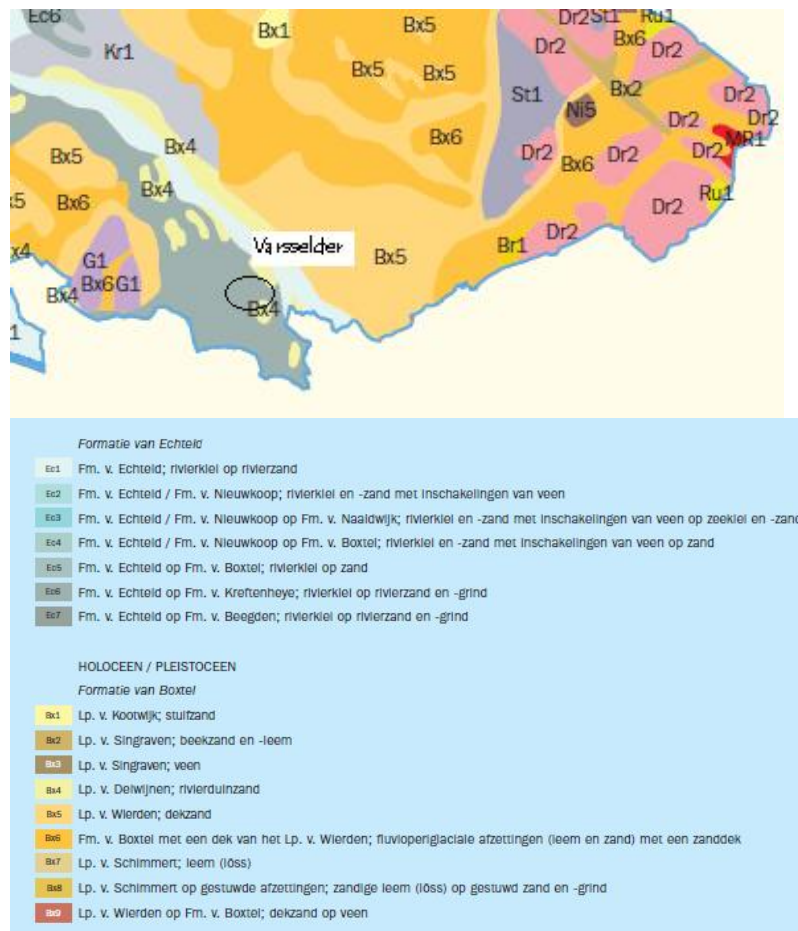 Ec6
Bx1
Bx5
Dr2
St1
Ru1
Kr1
Dr2
Bx6
Dr2
Bx5
Bx5
St1
Bx2
Dr2
Ni5
Dr2
Dr2
Bx6
MR1
Bx5
Bx4
Dr2
Bx6
Dr2
Dr2
Bx4
x5
Bx6
Dr2
Ru1
Varsselder
Br1
Dr2
x4
G1
Bx5
Bx4
Bx6
G1
Bx4
1
Formatie van Echteld
Ec1 Fm. v. Echteld; rivierklei op rivierzand
Ec2 Fm. v. Echteld / Fm. v. Nieuwkoop; rivierklei en -zand met inschakelingen van veen
Ec3 Fm. v. Echteld / Fm. v. Nieuwkoop op Fm. v. Naaldwijk; rivierklei en -zand met inschakelingen van veen op zeeklei en -zand
Ec4 Fm. v. Echteld / Fm. v. Nieuwkoop op Fm. v. Boxtel; rivierklei en -zand met inschakelingen van veen op zand
Ec5 Fm. v. Echteld op Fm. v. Boxtel; rivierklei op zand
Ec6 Fm. v. Echteld op Fm. v. Kreftenheye; rivierklei op rivierzand en -grind
Ec7 Fm. v. Echteld op Fm. v. Beegden; rivierklei op rivierzand en -grind
HOLOCEEN / PLEISTOCEEN
Formatie van Boxtel
Bx1 Lp. v. Kootwijk; stuifzand
Bx2 Lp. v. Singraven; beekzand en -leem
Bx3 Lp. v. Singraven; veen
Bx4 Lp. v. Delwijnen; rivierduinzand
Bx5 Lp. v. Wierden; dekzand
Bx6 Fm. v. Boxtel met een dek van het Lp. v. Wierden; fluvioperiglaciale afzettingen (leem en zand) met een zanddek
Bx7 Lp. v. Schimmert; leem (löss)
Bx8 Lp. v. Schimmert op gestuwde afzettingen; zandige leem (löss) op gestuwd zand en -grind
Bx9 Lp. v. Wierden op Fm. v. Boxtel; dekzand op veen